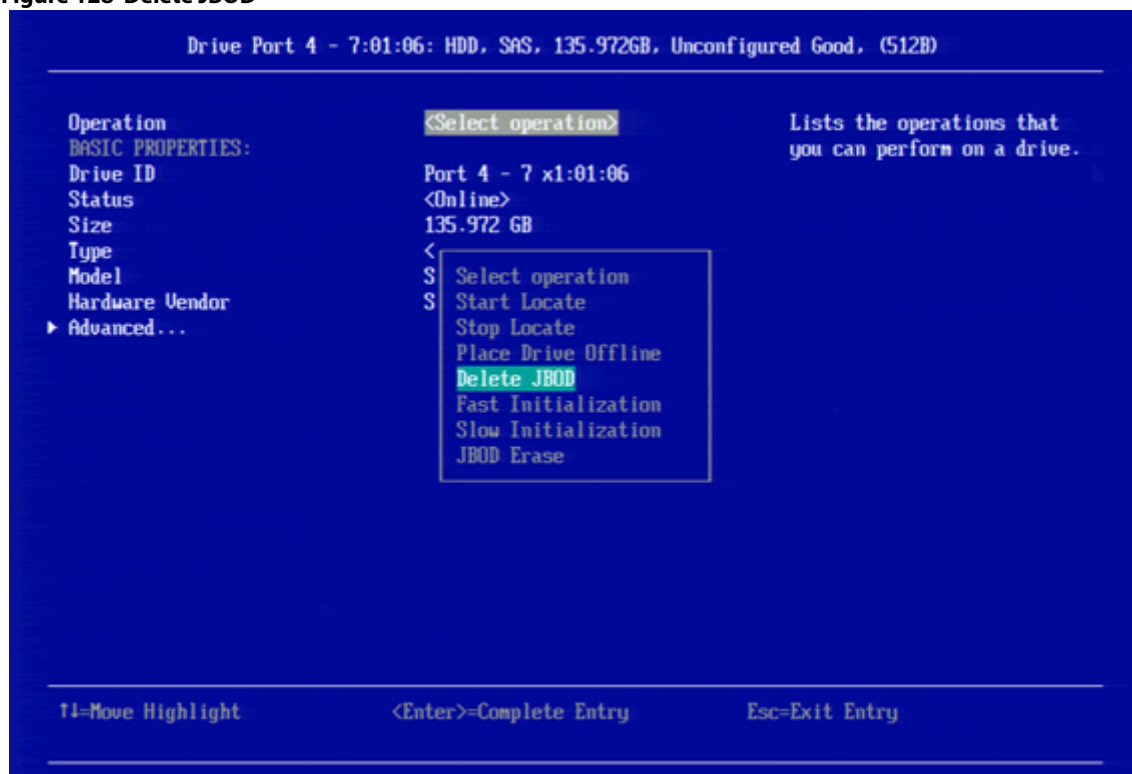 Drive Port 4 - 7:01:06: HDD, SAS, 135.972GB, Unconfigured Good, (512B)
Operation <Select operation> Lists the operations that
BASIC PROPERTIES: you can perform on a drive.
Drive ID Port 4 - 7 x1:01:06
Status <Online>
Size 135.972 GB
Type <
Model S Select operation
Hardware Vendor S Start Locate
► Advanced... Stop Locate
Place Drive Offline
Delete JBOD
Fast Initialization
Slow Initialization
JBOD Erase
↑↓=Move Highlight <Enter>=Complete Entry Esc=Exit Entry